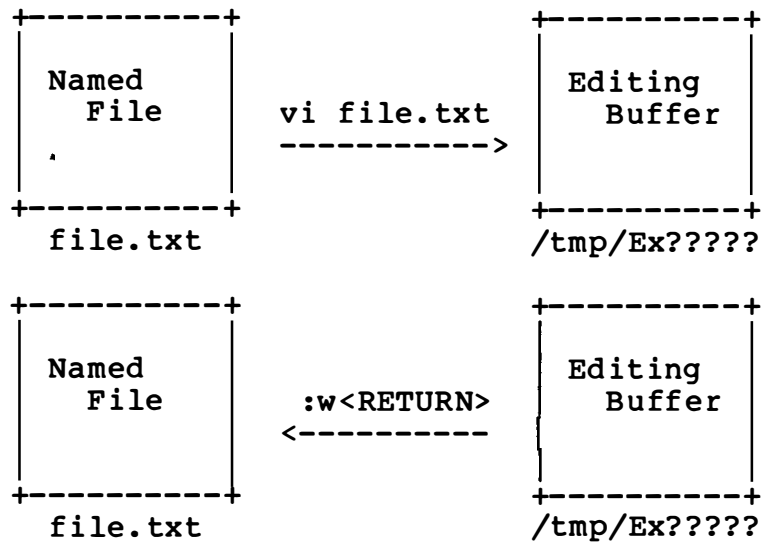 +-----------+ +-----------+
Named Editing
File vi file.txt Buffer
----------->
+-----------+ +-----------+
file.txt /tmp/Ex?????
+-----------+ +-----------+
Named Editing
File :w<RETURN> Buffer
<-----------
+-----------+ +-----------+
file.txt /tmp/Ex?????